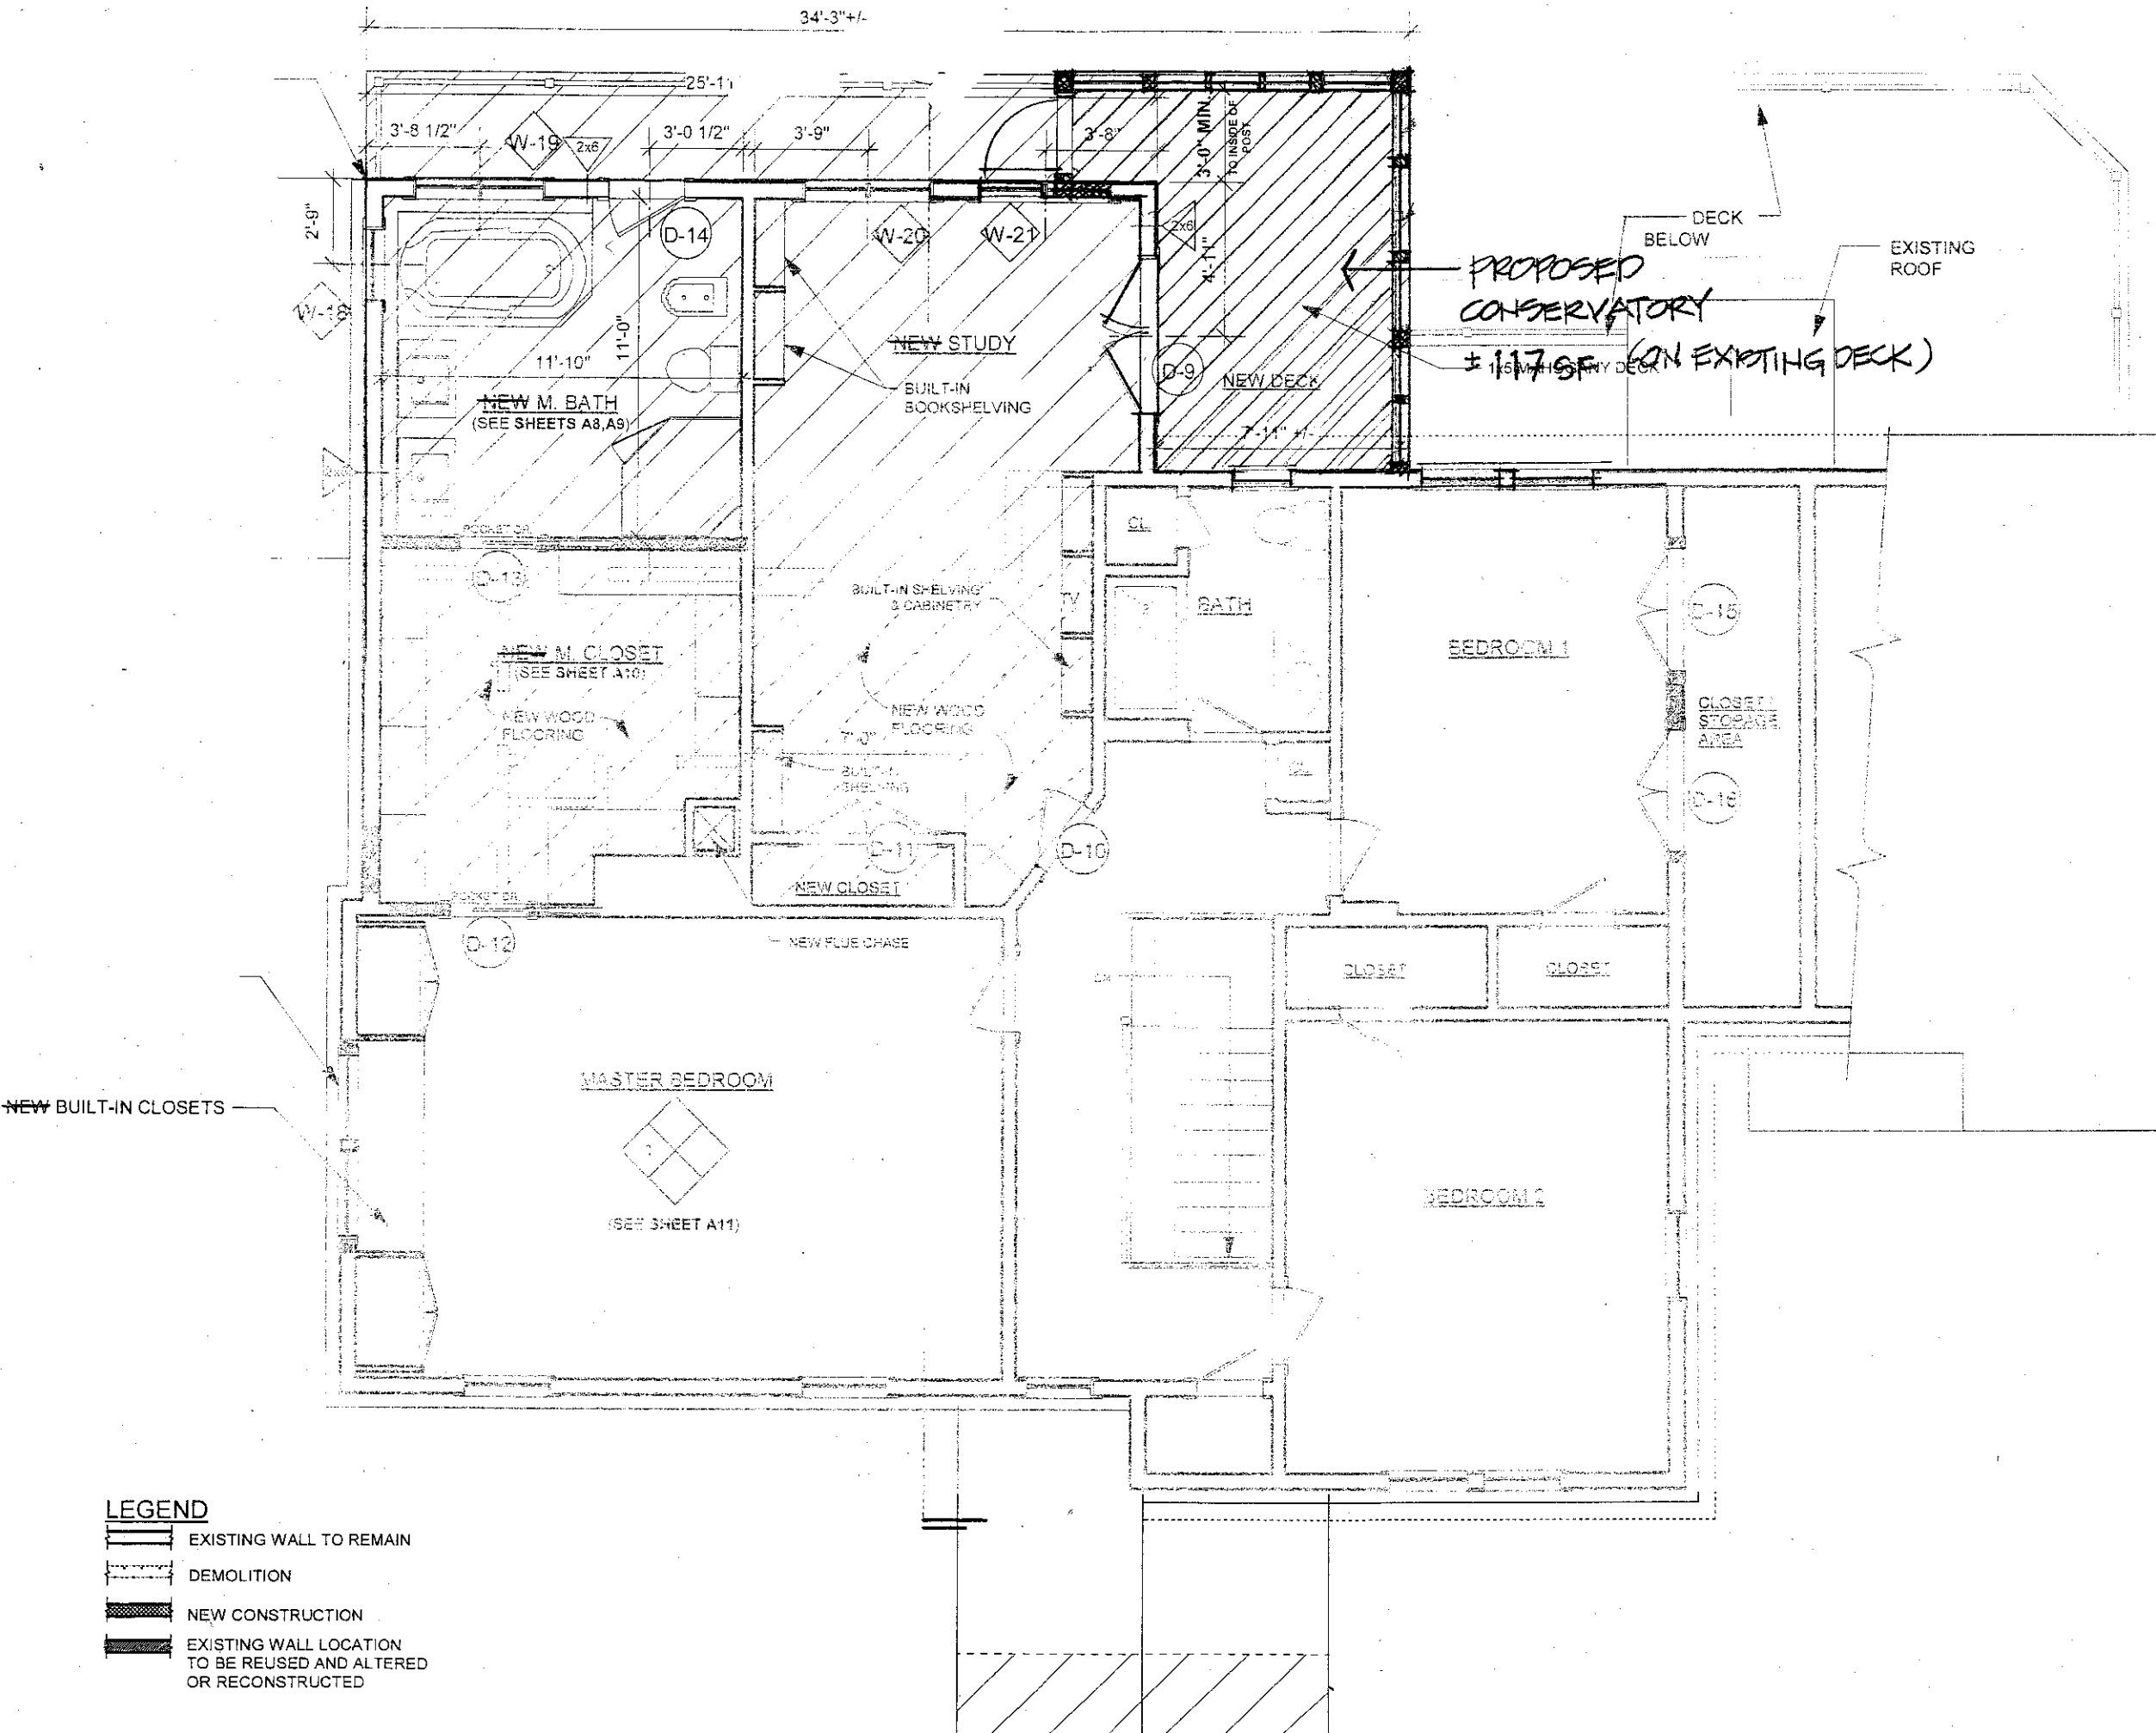 34'-3"+/-
25'-11
3'-8 1/2"
W-19
2x6
3'-0 1/2"
3'-9"
3'-8"
3'-0" MIN.
TO INSIDE OF
POST
2'-9"
D-14
W-20
W-21
2x6
4'-11"
DECK
BELOW
EXISTING
ROOF
PROPOSED
CONSERVATORY
± 117 SF (ON EXISTING DECK)
W-18
11'-0"
11'-10"
NEW STUDY
D-9
NEW DECK
NEW M. BATH
(SEE SHEETS A8,A9)
BUILT-IN
BOOKSHELVING
7'-11" +/-
POCKET DR.
CL.
D-13
BUILT-IN SHELVING
& CABINETRY
TV
BATH
D-15
BEDROOM 1
NEW M. CLOSET
(SEE SHEET A10)
NEW WOOD
FLOORING
NEW WOOD
FLOORING
CLOSET /
STORAGE
AREA
7'-0"
BUILT-IN
SHELVING
CL.
D-16
D-11
D-10
NEW CLOSET
POCKET DR.
D-12
NEW FLUE CHASE
CLOSET
CLOSET
DN
MASTER BEDROOM
NEW BUILT-IN CLOSETS
(SEE SHEET A11)
BEDROOM 2
LEGEND
EXISTING WALL TO REMAIN
DEMOLITION
NEW CONSTRUCTION
EXISTING WALL LOCATION
TO BE REUSED AND ALTERED
OR RECONSTRUCTED